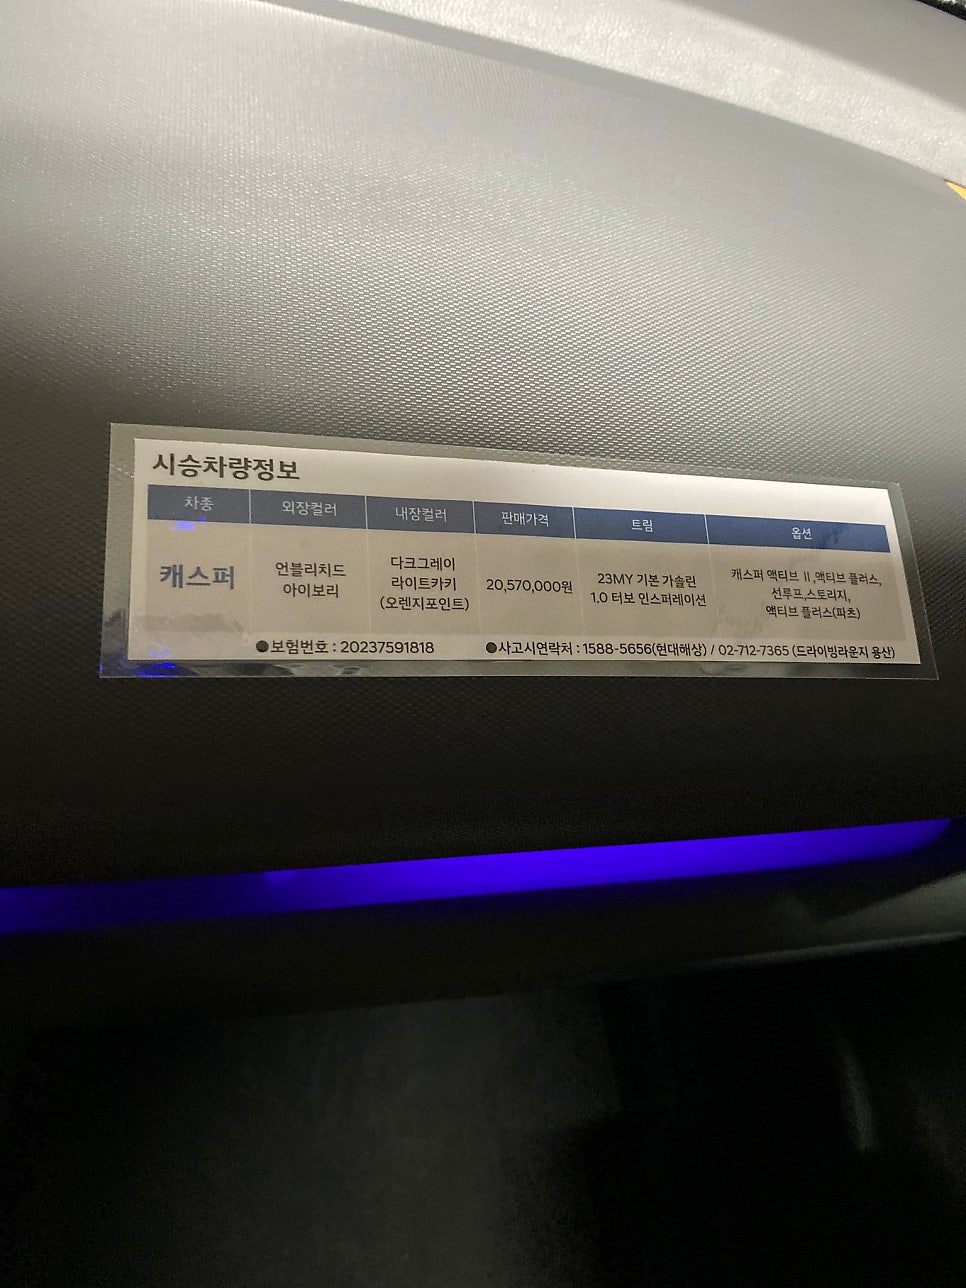 시승차량정보
차종 외장컬러 내장컬러 판매가격 트림 옵션
캐스퍼
언블리치드
아이보리
다크그레이
라이트카키
(오렌지포인트)
20,570,000원
23MY 기본 가솔린
1.0 터보 인스퍼레이션
캐스퍼 액티브 Ⅱ,액티브 플러스,
선루프,스토리지,
액티브 플러스(파츠)
●보험번호 : 20237591818 ●사고시연락처 : 1588-5656(현대해상) / 02-712-7365 (드라이빙라운지 용산)